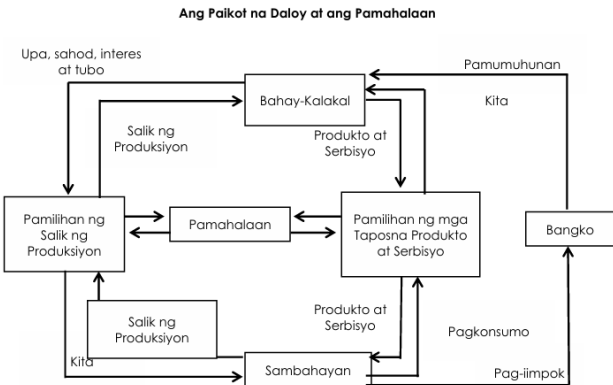 Ang Paikot na Daloy at ang Pamahalaan
Upa, sahod, interes
at tubo
Pamumuhunan
Bahay-Kalakal
Kita
Salik ng
Produksiyon
Produkto at
Serbisyo
Pamilihan ng
Salik ng
Produksiyon
Pamahalaan
Pamilihan ng mga
Taposna Produkto
at Serbisyo
Bangko
Salik ng
Produksiyon
Produkto at
Serbisyo
Pagkonsumo
Kita
Sambahayan
Pag-iimpok